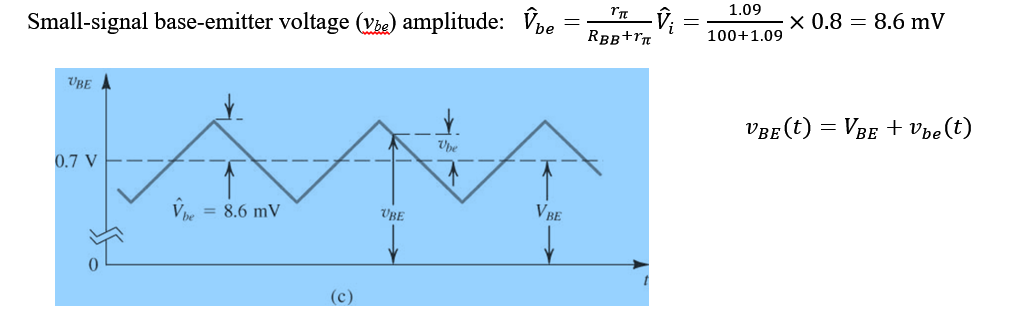 Small-signal base-emitter voltage (vbe) amplitude: V̂be = rπ/(RBB+rπ) V̂i = 1.09/(100+1.09) × 0.8 = 8.6 mV
vBE
vbe
vBE(t) = VBE + vbe(t)
0.7 V
V̂be = 8.6 mV
vBE
VBE
0
t
(c)